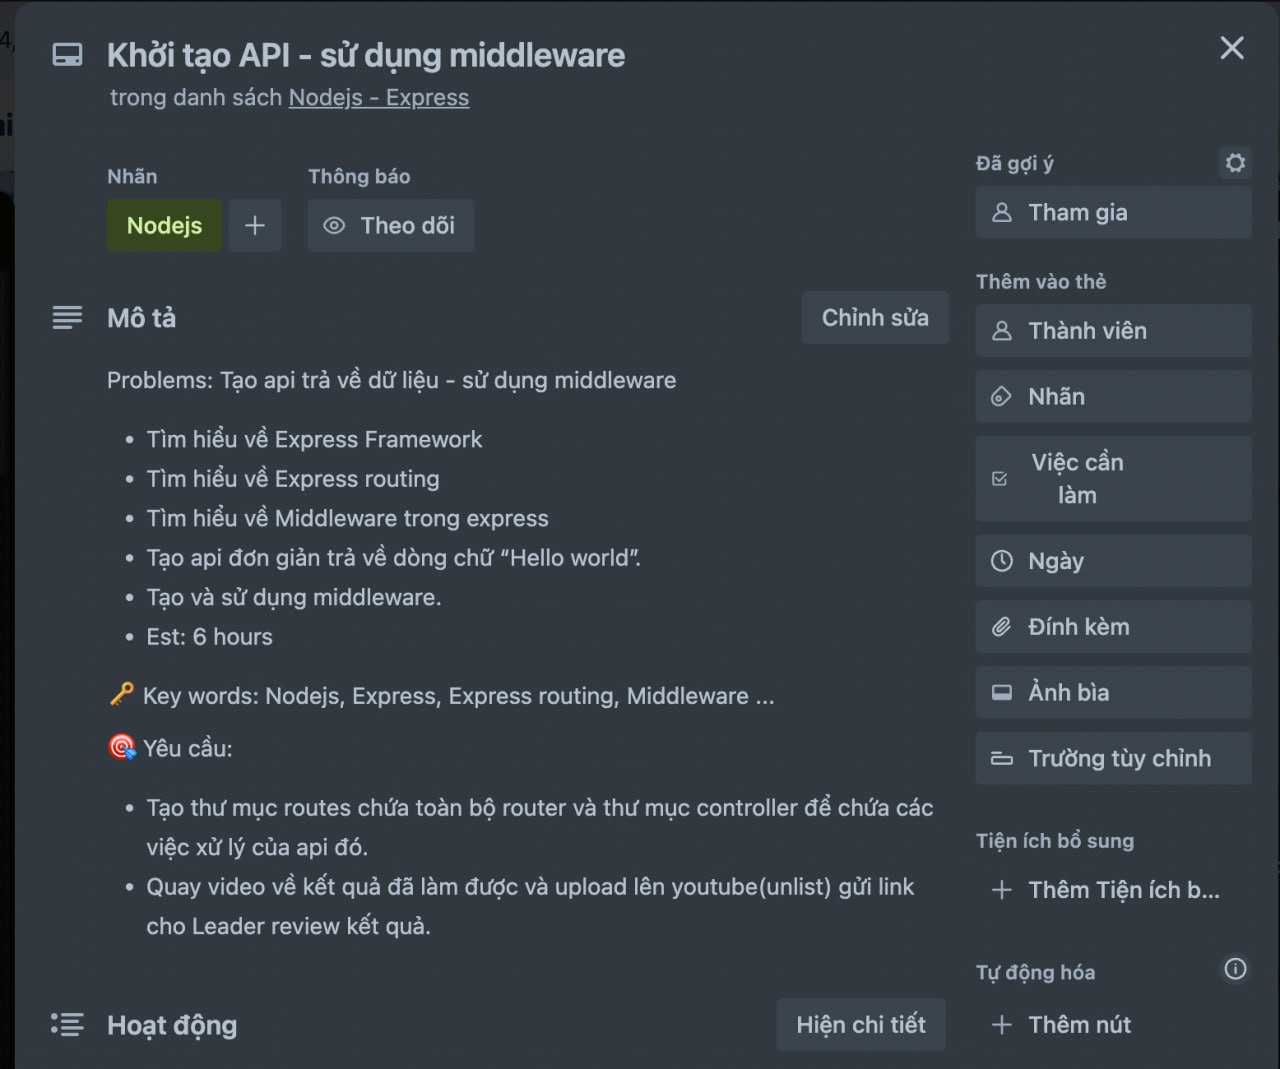 4,
Khởi tạo API - sử dụng middleware
trong danh sách Nodejs - Express
Nhãn
Thông báo
Nodejs
Theo dõi
Mô tả
Chỉnh sửa
Problems: Tạo api trả về dữ liệu - sử dụng middleware
• Tìm hiểu về Express Framework
• Tìm hiểu về Express routing
• Tìm hiểu về Middleware trong express
• Tạo api đơn giản trả về dòng chữ “Hello world”.
• Tạo và sử dụng middleware.
• Est: 6 hours
🔑 Key words: Nodejs, Express, Express routing, Middleware ...
🎯 Yêu cầu:
• Tạo thư mục routes chứa toàn bộ router và thư mục controller để chứa các
việc xử lý của api đó.
• Quay video về kết quả đã làm được và upload lên youtube(unlist) gửi link
cho Leader review kết quả.
Hoạt động
Hiện chi tiết
Đã gợi ý
Tham gia
Thêm vào thẻ
Thành viên
Nhãn
Việc cần
làm
Ngày
Đính kèm
Ảnh bìa
Trường tùy chỉnh
Tiện ích bổ sung
Thêm Tiện ích b...
Tự động hóa
Thêm nút